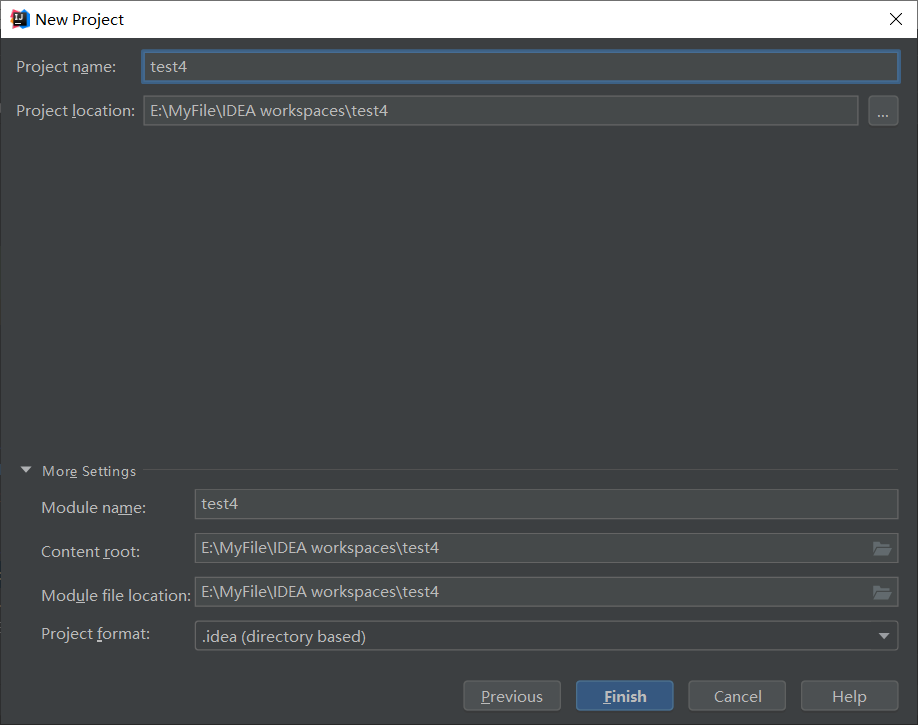 New Project
Project name: test4
Project location: E:\MyFile\IDEA workspaces\test4 ...
More Settings
Module name: test4
Content root: E:\MyFile\IDEA workspaces\test4
Module file location: E:\MyFile\IDEA workspaces\test4
Project format: .idea (directory based)
Previous Finish Cancel Help